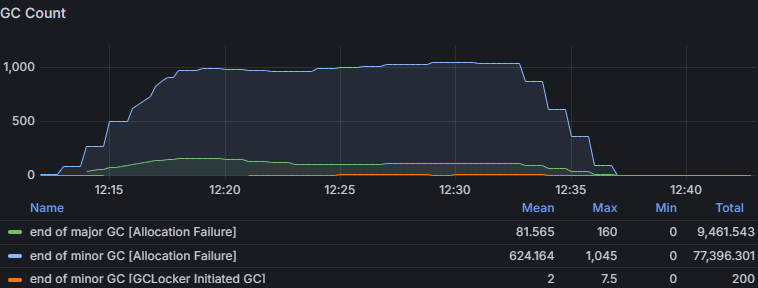 GC Count
1,000
500
0
12:15 12:20 12:25 12:30 12:35 12:40
Name Mean Max Min Total
end of major GC [Allocation Failure] 81.565 160 0 9,461.543
end of minor GC [Allocation Failure] 624.164 1,045 0 77,396.301
end of minor GC [GCLocker Initiated GC] 2 7.5 0 200